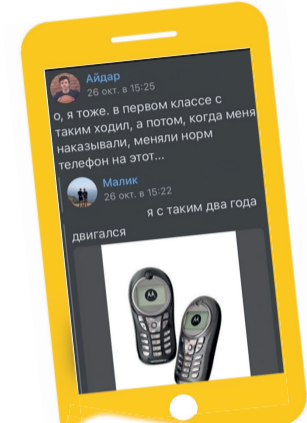 Айдар
26 окт. в 15:25
о, я тоже. в первом классе с
таким ходил, а потом, когда меня
наказывали, меняли норм
телефон на этот...
Малик
26 окт. в 15:22
я с таким два года
двигался